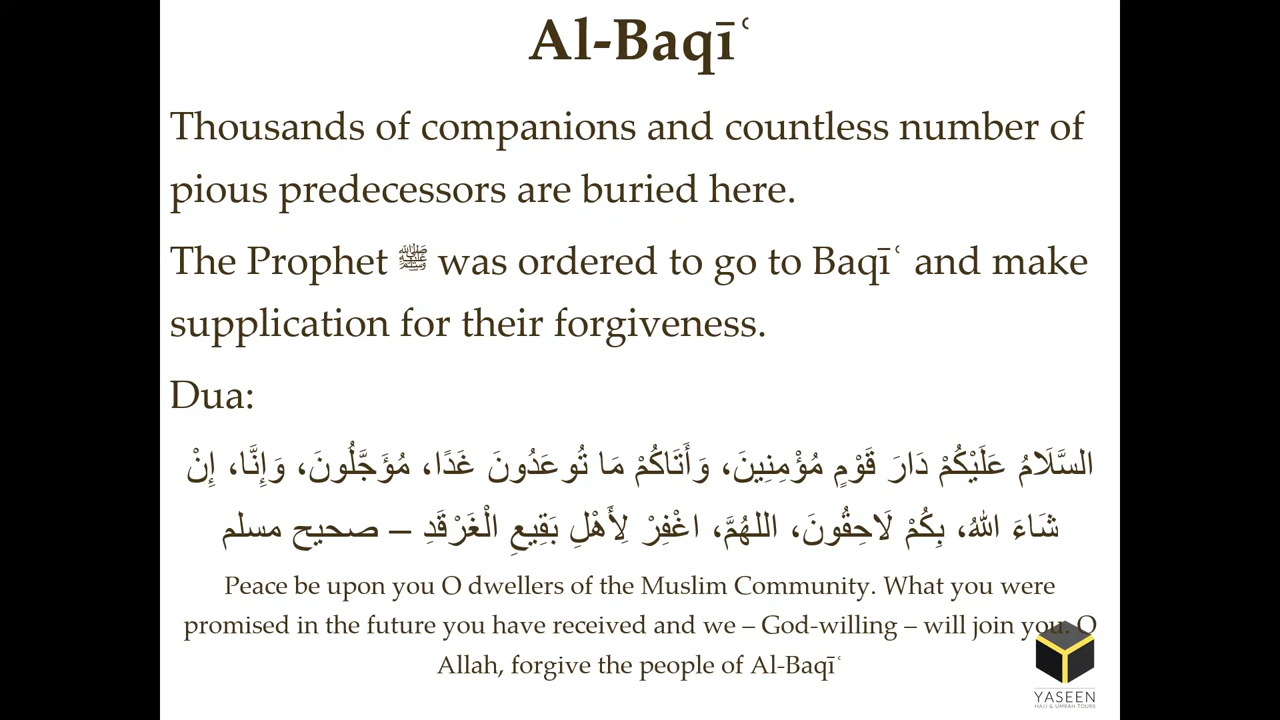 Al-Baqīʿ
Thousands of companions and countless number of
pious predecessors are buried here.
The Prophet ﷺ was ordered to go to Baqīʿ and make
supplication for their forgiveness.
Dua:
السَّلَامُ عَلَيْكُمْ دَارَ قَوْمٍ مُؤْمِنِينَ، وَأَتَاكُمْ مَا تُوعَدُونَ غَدًا، مُؤَجَّلُونَ، وَإِنَّا، إِنْ
شَاءَ اللهُ، بِكُمْ لَاحِقُونَ، اللهُمَّ، اغْفِرْ لِأَهْلِ بَقِيعِ الْغَرْقَدِ – صحيح مسلم
Peace be upon you O dwellers of the Muslim Community. What you were
promised in the future you have received and we – God-willing – will join you. O
Allah, forgive the people of Al-Baqīʿ
YASEEN
HAJJ & UMRAH TOURS